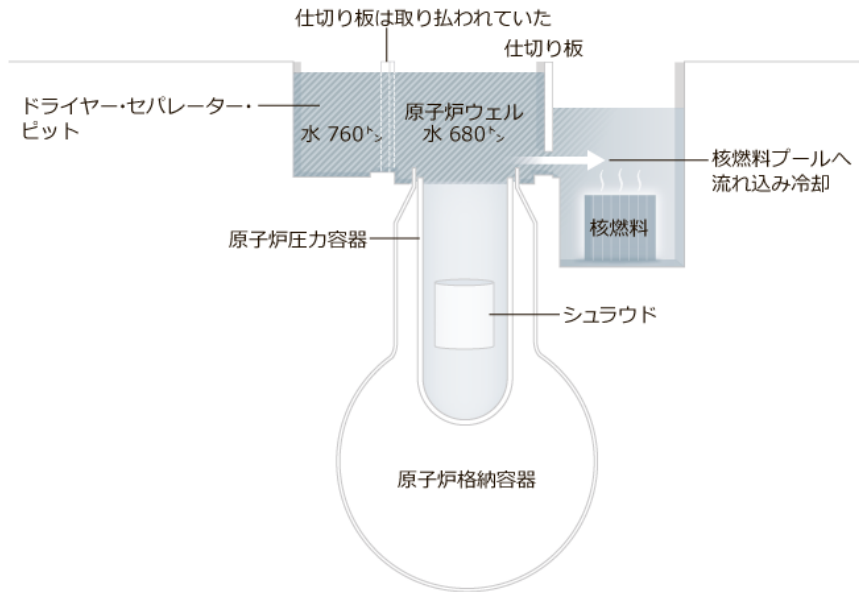 仕切り板は取り払われていた
仕切り板
ドライヤー・セパレーター・
ピット
水 760㌧
原子炉ウェル
水 680㌧
核燃料プールへ
流れ込み冷却
核燃料
原子炉圧力容器
シュラウド
原子炉格納容器